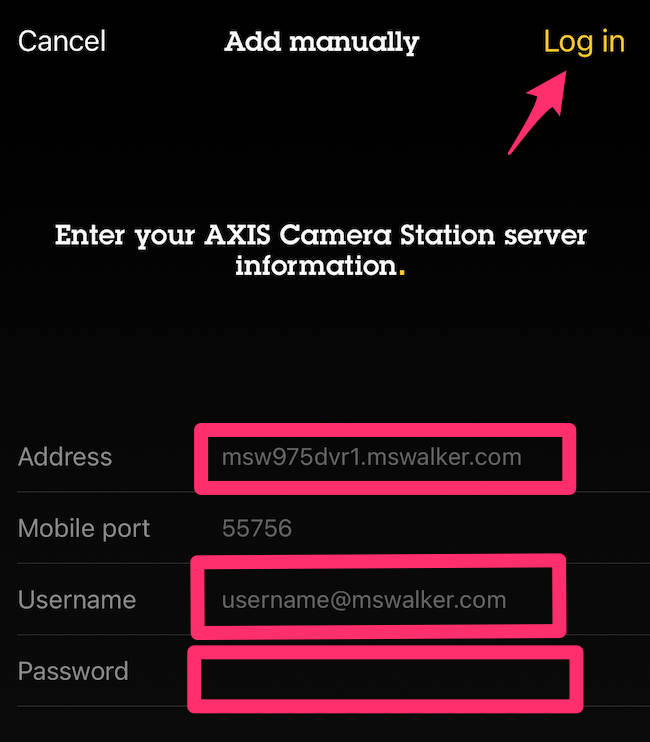 Cancel Add manually Log in
Enter your AXIS Camera Station server
information.
Address msw975dvr1.mswalker.com
Mobile port 55756
Username username@mswalker.com
Password